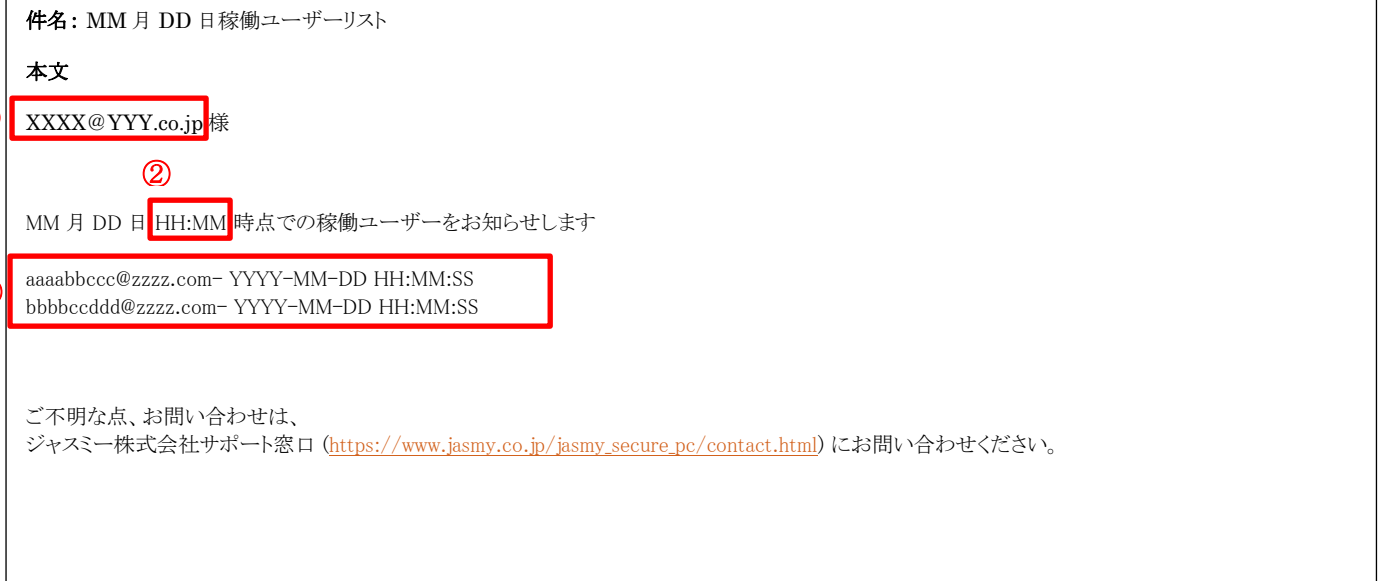 件名: MM 月 DD 日稼働ユーザーリスト
本文
XXXX@YYY.co.jp 様
②
MM 月 DD 日 HH:MM 時点での稼働ユーザーをお知らせします
aaaabbccc@zzzz.com- YYYY-MM-DD HH:MM:SS
bbbbccddd@zzzz.com- YYYY-MM-DD HH:MM:SS
ご不明な点、お問い合わせは、
ジャスミー株式会社サポート窓口 (https://www.jasmy.co.jp/jasmy_secure_pc/contact.html) にお問い合わせください。